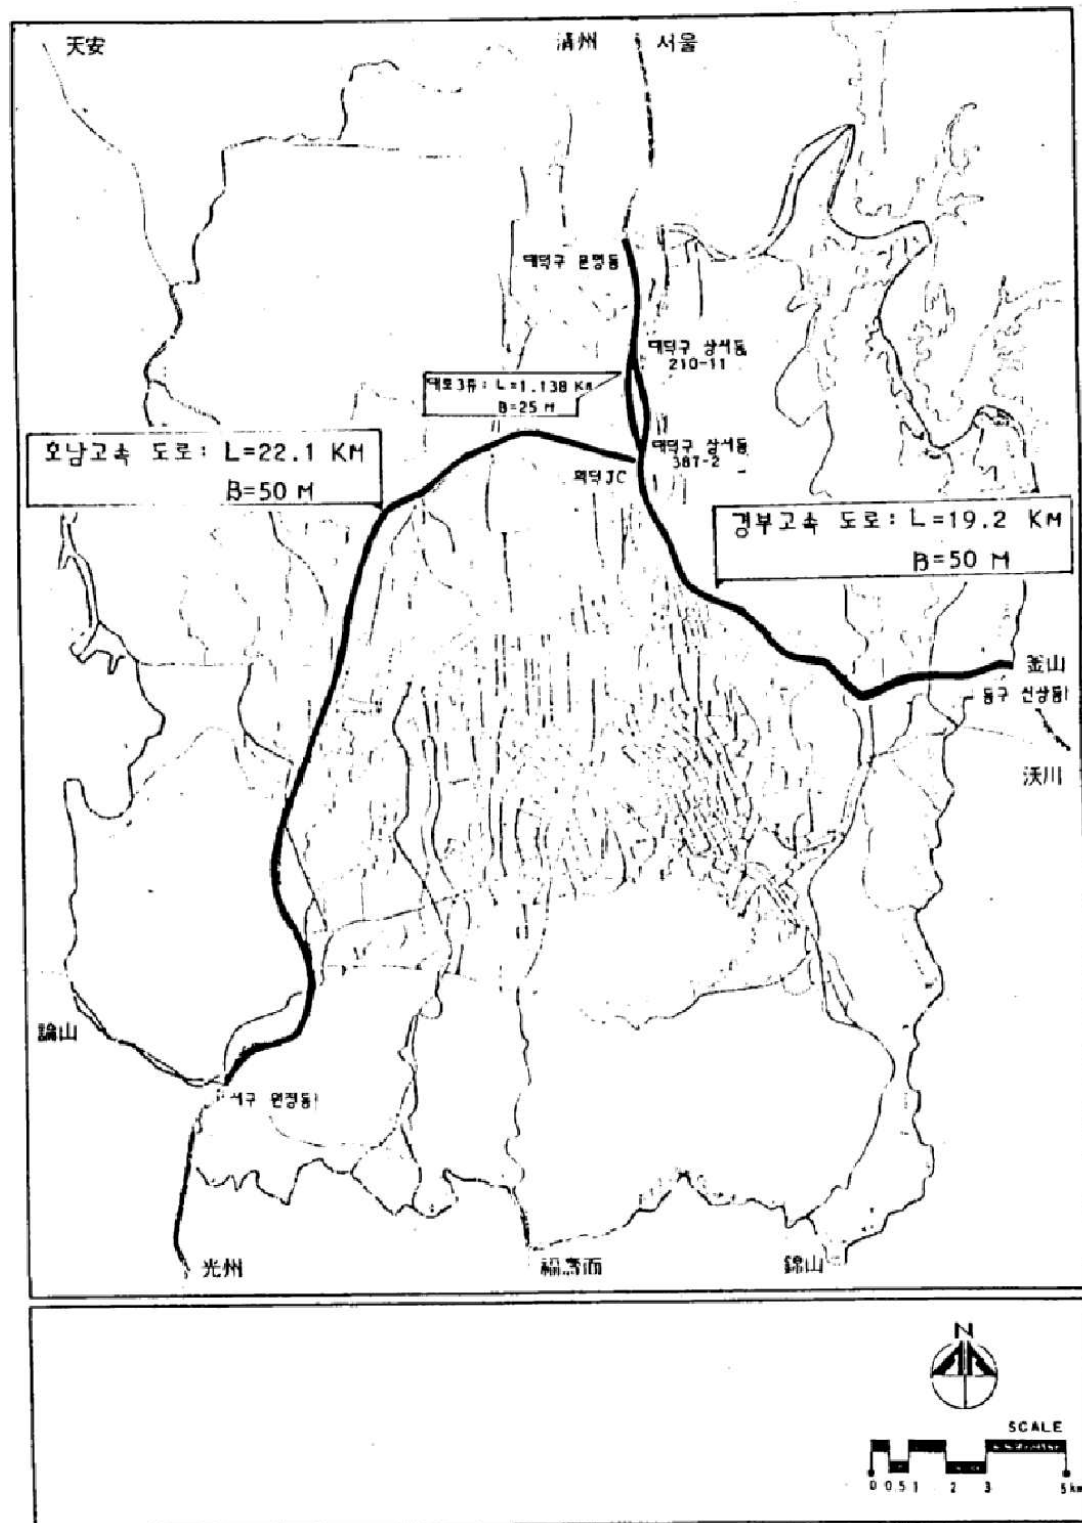 天安
淸州 서울
대덕구 문평동
대덕구 상서동
210-11
대로3류: L=1.138 KM
B=25 M
대덕구 상서동
387-2
회덕JC
호남고속 도로: L=22.1 KM
B=50 M
경부고속 도로: L=19.2 KM
B=50 M
釜山
동구 신상동
沃川
論山
서구 원정동
光州
福壽面
錦山
N
SCALE
0 0.5 1 2 3 5 km